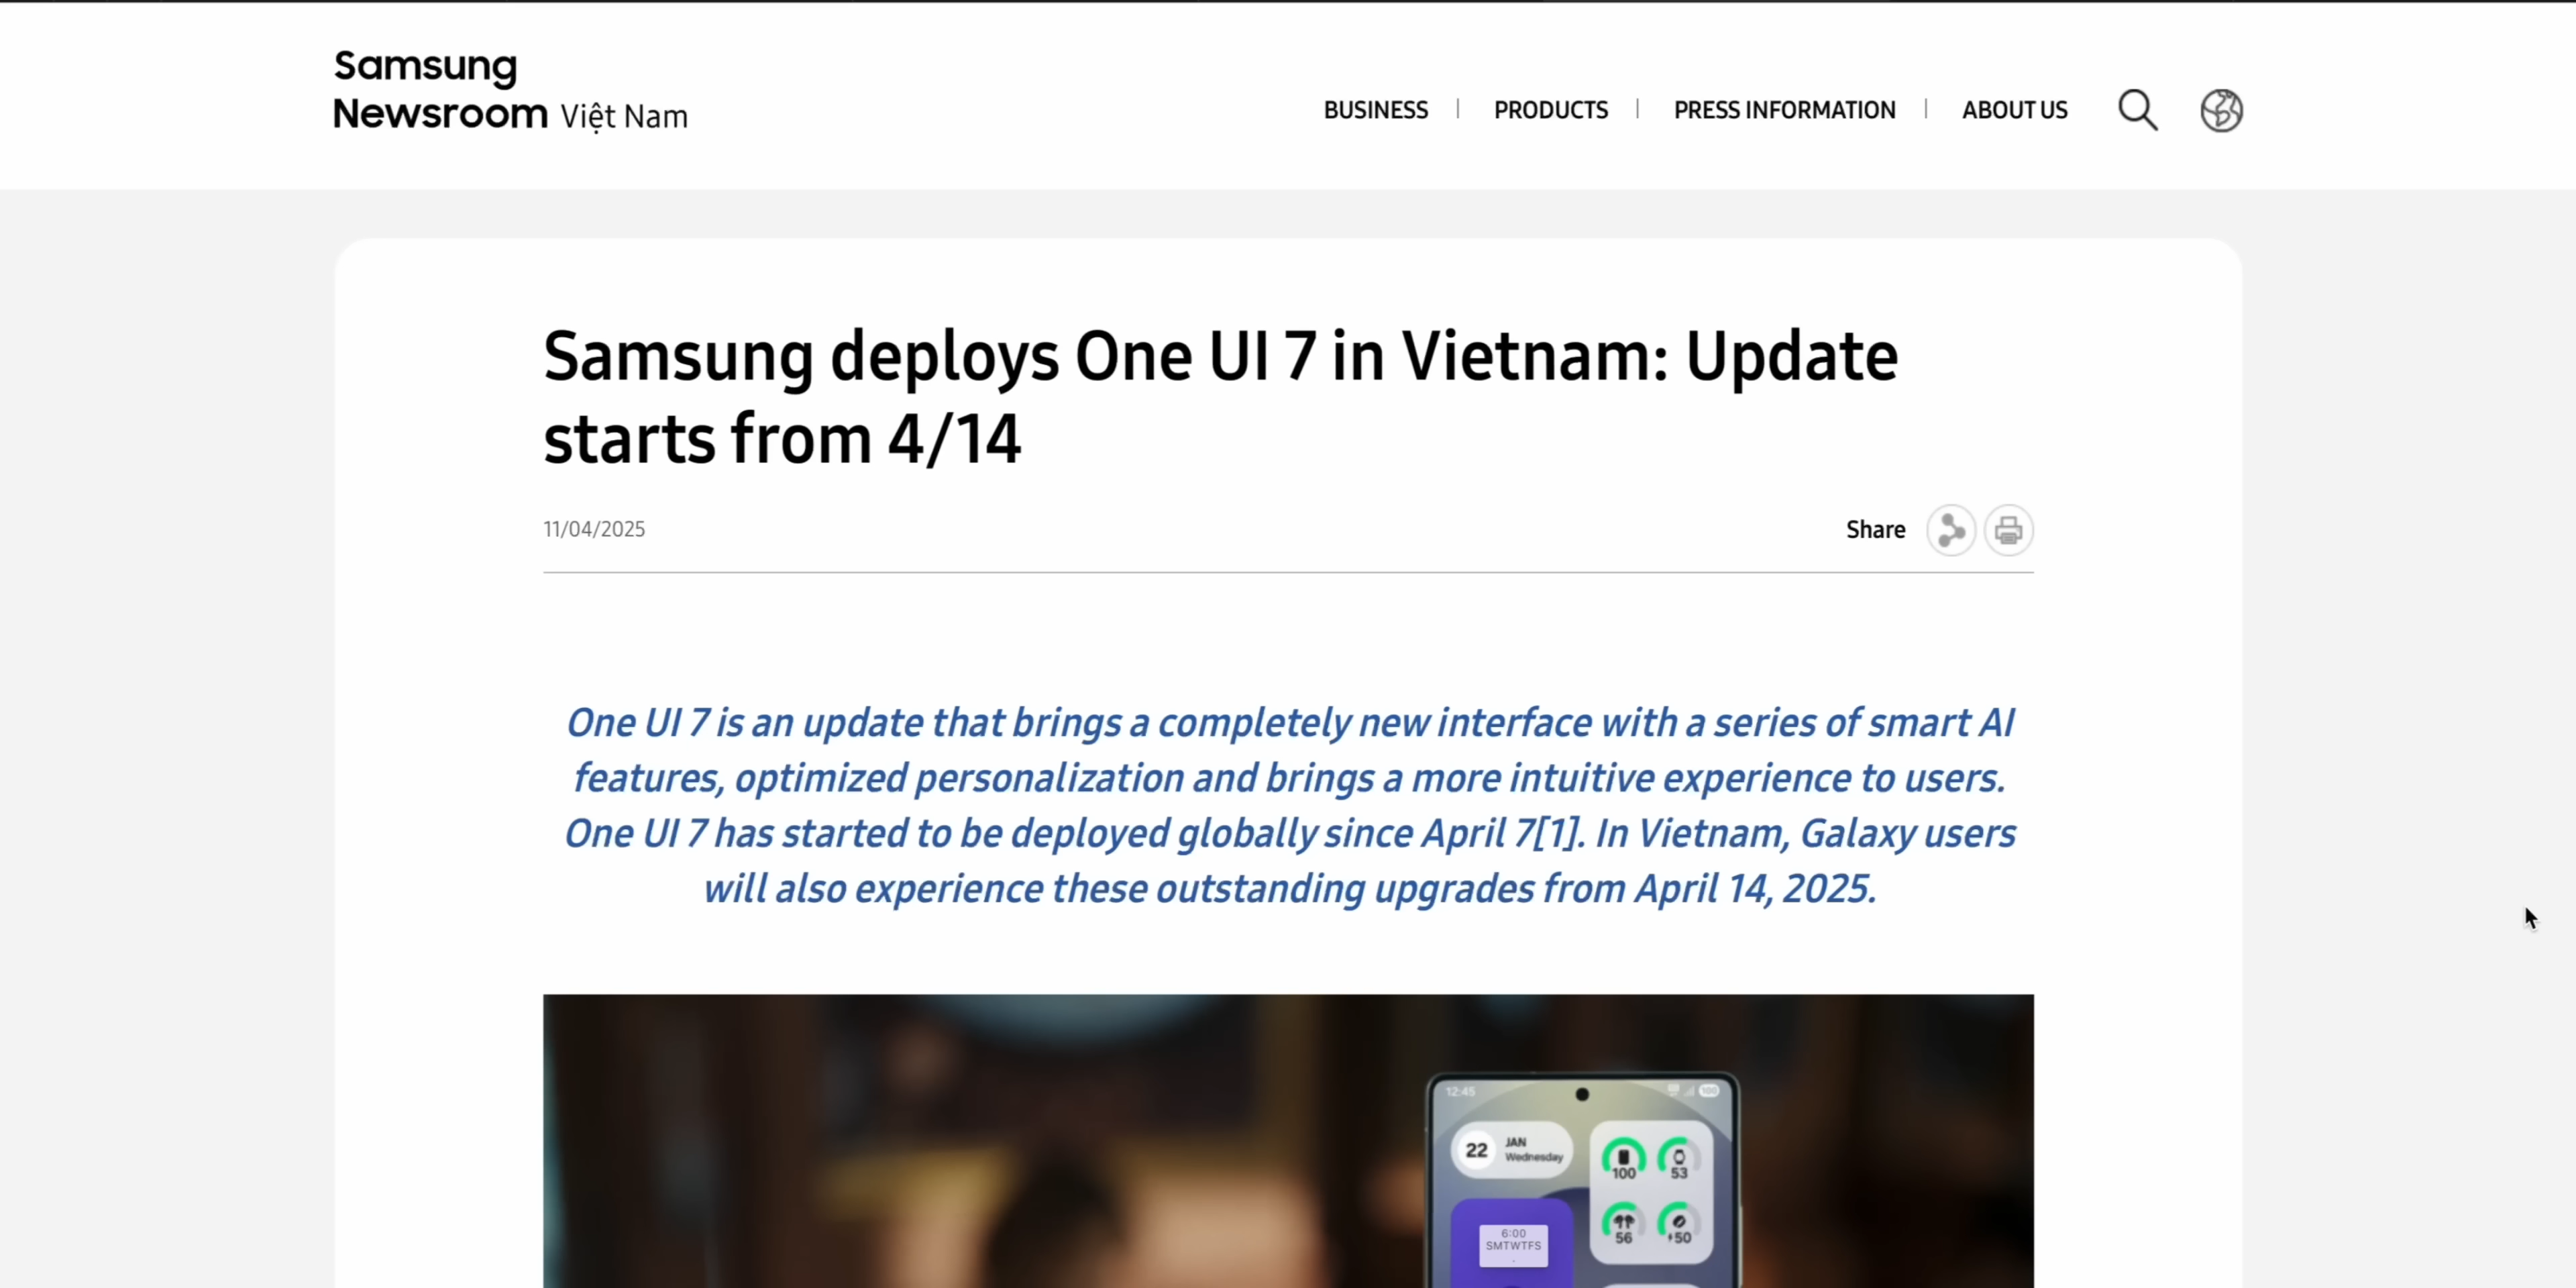 Samsung
Newsroom Việt Nam
BUSINESS
PRODUCTS
PRESS INFORMATION
ABOUT US
Samsung deploys One UI 7 in Vietnam: Update
starts from 4/14
11/04/2025
Share
One UI 7 is an update that brings a completely new interface with a series of smart AI
features, optimized personalization and brings a more intuitive experience to users.
One UI 7 has started to be deployed globally since April 7[1]. In Vietnam, Galaxy users
will also experience these outstanding upgrades from April 14, 2025.
12:45
100
22
JAN
Wednesday
100
53
56
50
6:00
SMTWTFS